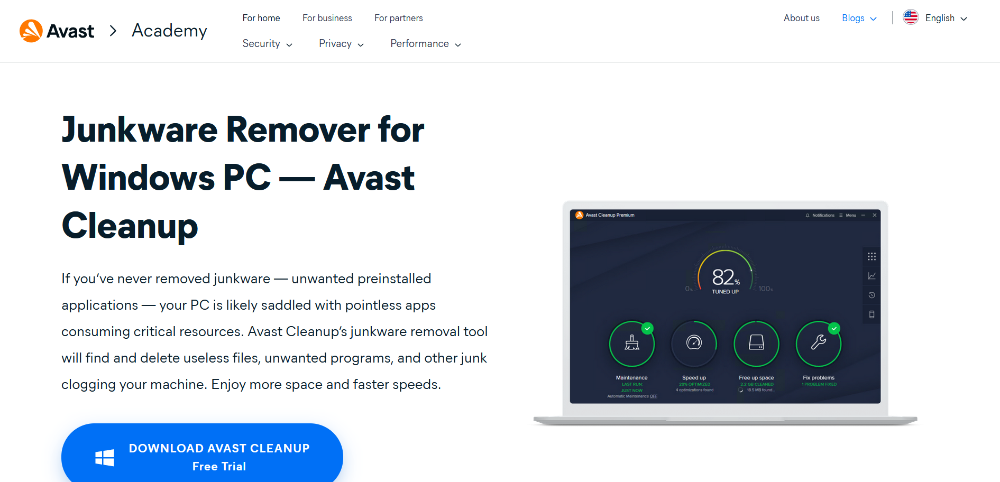 Avast
Academy
For home
For business
For partners
About us
Blogs
English
Security
Privacy
Performance
Junkware Remover for
Windows PC — Avast
Cleanup
If you’ve never removed junkware — unwanted preinstalled
applications — your PC is likely saddled with pointless apps
consuming critical resources. Avast Cleanup’s junkware removal tool
will find and delete useless files, unwanted programs, and other junk
clogging your machine. Enjoy more space and faster speeds.
DOWNLOAD AVAST CLEANUP
Free Trial
Avast Cleanup Premium
Notifications
Menu
82%
TUNED UP
0%
100%
Maintenance
LAST RUN:
JUST NOW
Automatic Maintenance OFF
Speed up
29% OPTIMIZED
4 optimizations found
Free up space
2.2 GB CLEANED
18.5 MB found...
Fix problems
1 PROBLEM FIXED